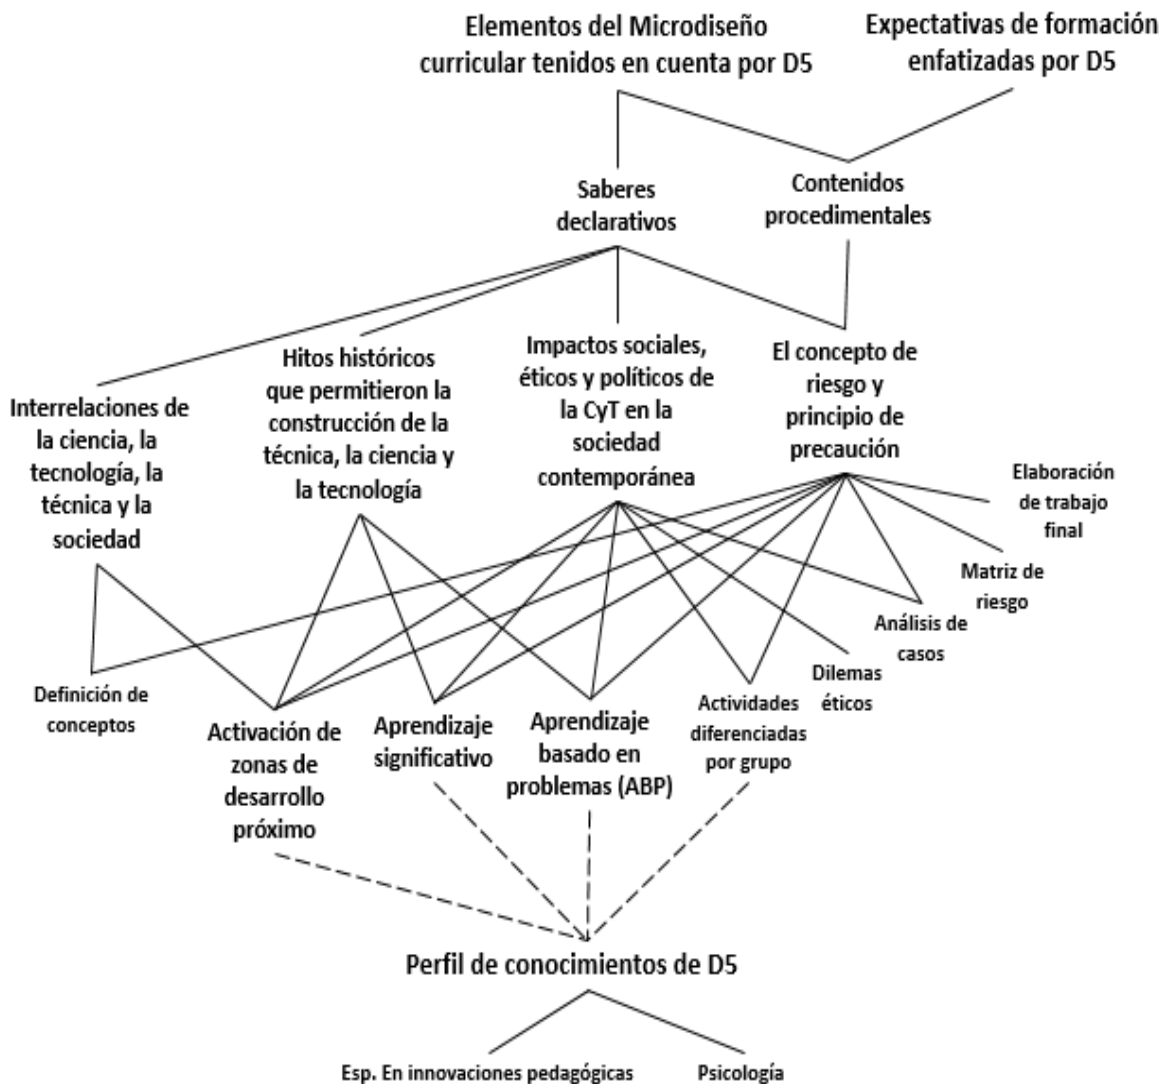 Elementos del Microdiseño
curricular tenidos en cuenta por D5
Expectativas de formación
enfatizadas por D5
Saberes
declarativos
Contenidos
procedimentales
Interrelaciones de
la ciencia, la
tecnología, la
técnica y la
sociedad
Hitos históricos
que permitieron la
construcción de la
técnica, la ciencia y
la tecnología
Impactos sociales,
éticos y políticos de
la CyT en la
sociedad
contemporánea
El concepto de
riesgo y
principio de
precaución
Definición de
conceptos
Activación de
zonas de
desarrollo
próximo
Aprendizaje
significativo
Aprendizaje
basado en
problemas (ABP)
Actividades
diferenciadas
por grupo
Dilemas
éticos
Análisis de
casos
Matriz de
riesgo
Elaboración
de trabajo
final
Perfil de conocimientos de D5
Esp. En innovaciones pedagógicas
Psicología